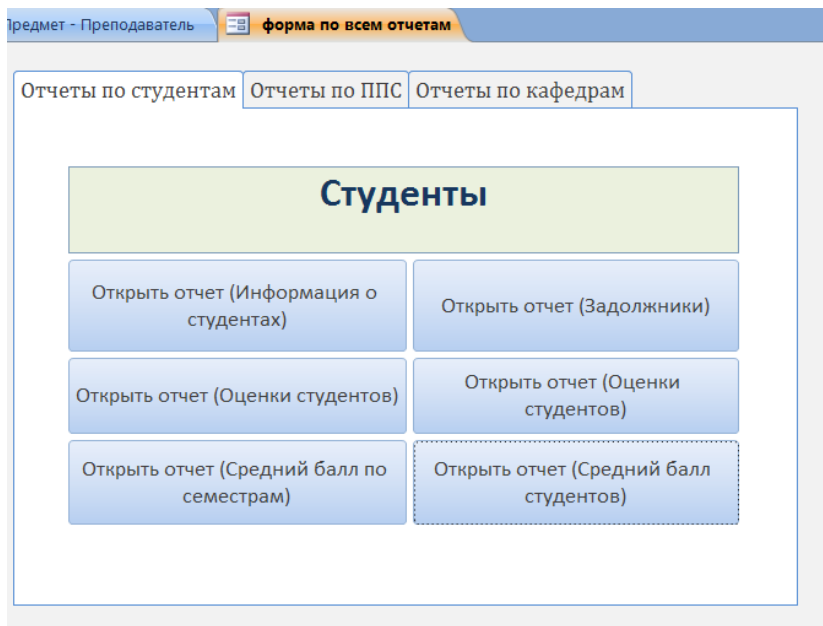 Предмет - Преподаватель форма по всем отчетам
Отчеты по студентам Отчеты по ППС Отчеты по кафедрам
Студенты
Открыть отчет (Информация о
студентах)
Открыть отчет (Задолжники)
Открыть отчет (Оценки студентов)
Открыть отчет (Оценки
студентов)
Открыть отчет (Средний балл по
семестрам)
Открыть отчет (Средний балл
студентов)